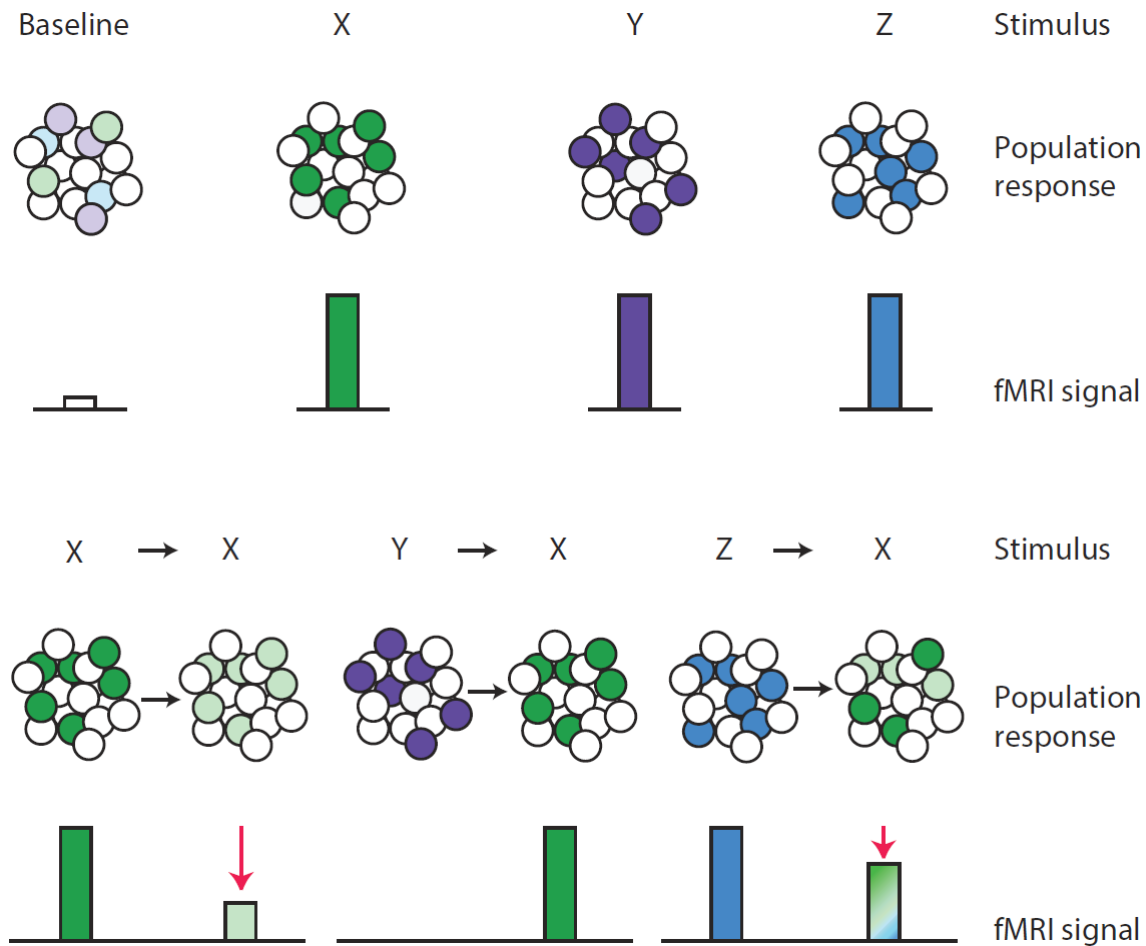 Baseline X Y Z Stimulus
Population
response
fMRI signal
X X Y X Z X Stimulus
Population
response
fMRI signal